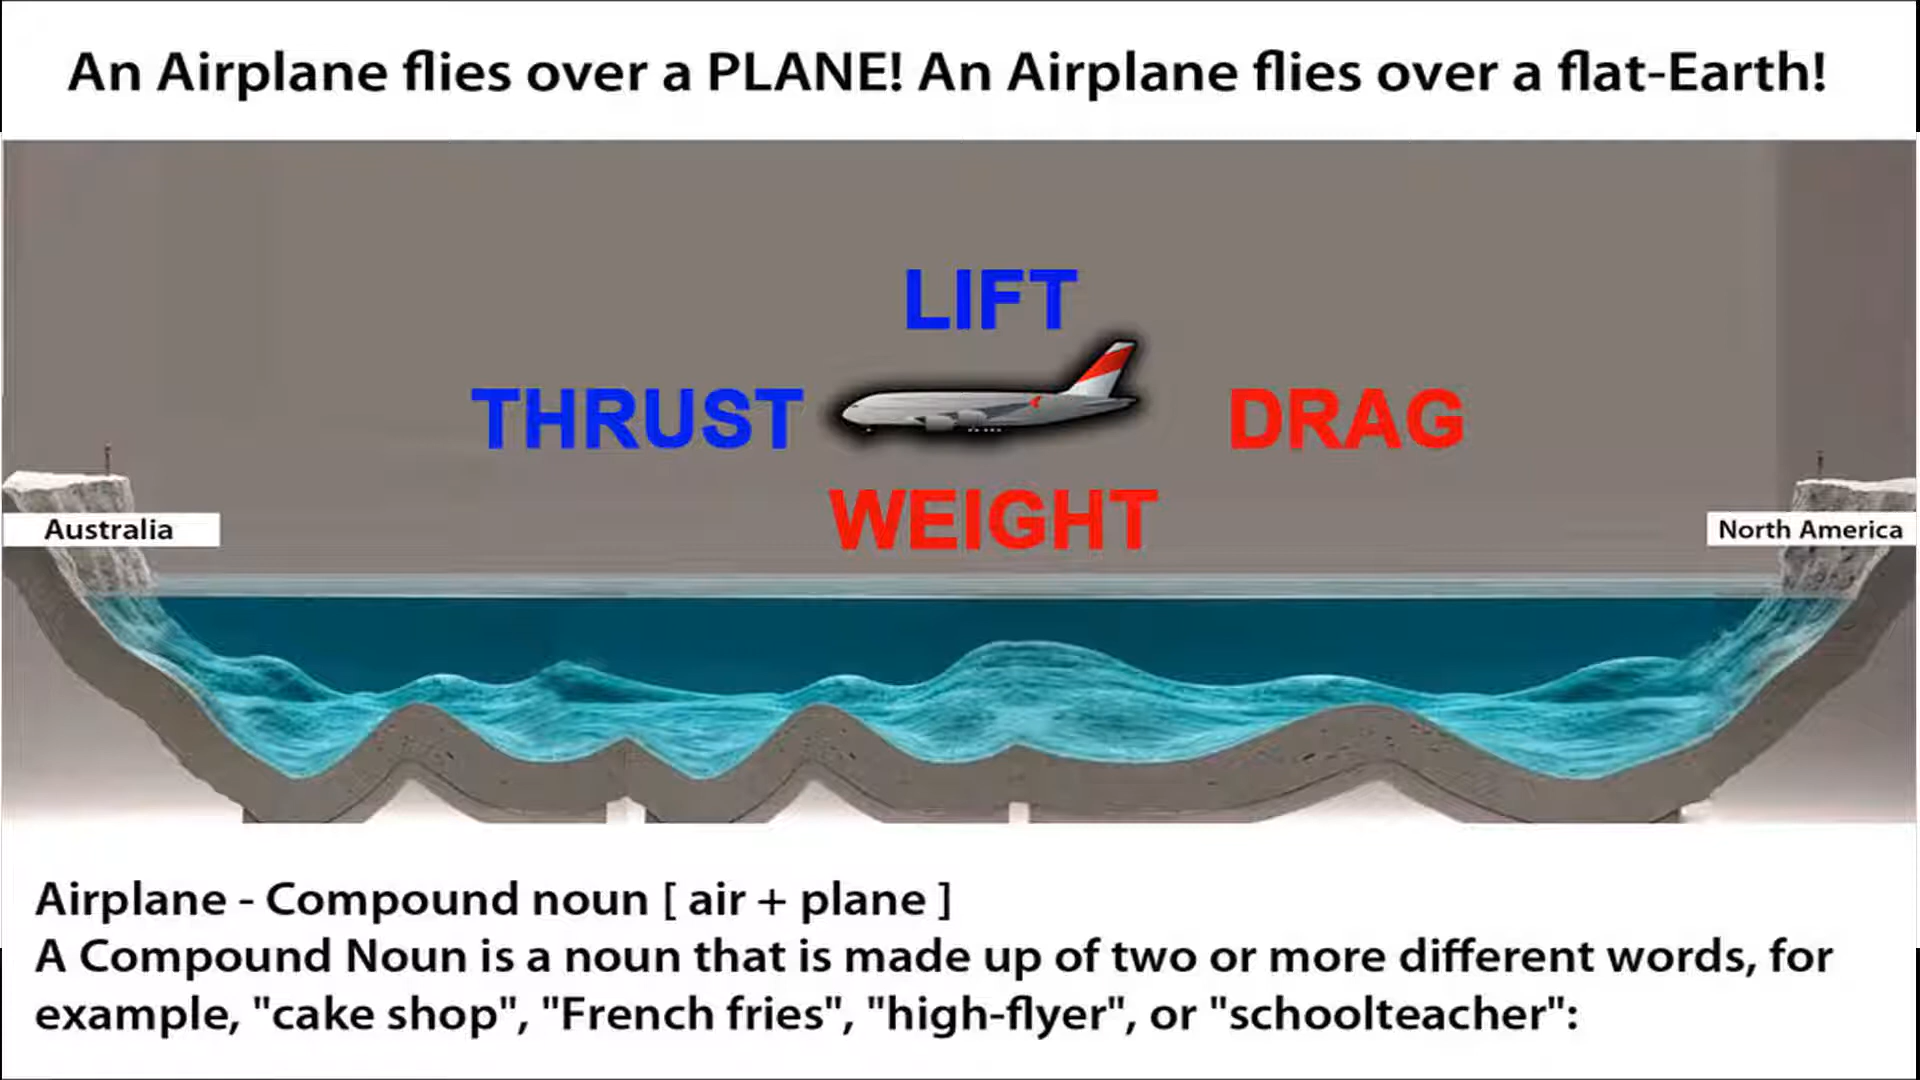 An Airplane flies over a PLANE! An Airplane flies over a flat-Earth!
LIFT
THRUST
DRAG
WEIGHT
Australia
North America
Airplane - Compound noun [ air + plane ]
A Compound Noun is a noun that is made up of two or more different words, for
example, "cake shop", "French fries", "high-flyer", or "schoolteacher":